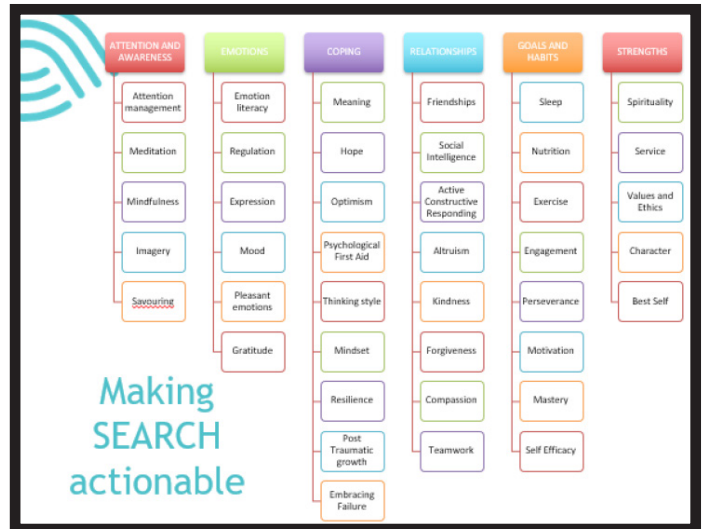 ATTENTION AND
AWARENESS
Attention
management
Meditation
Mindfulness
Imagery
Savouring
EMOTIONS
Emotion
literacy
Regulation
Expression
Mood
Pleasant
emotions
Gratitude
COPING
Meaning
Hope
Optimism
Psychological
First Aid
Thinking style
Mindset
Resilience
Post
Traumatic
growth
Embracing
Failure
RELATIONSHIPS
Friendships
Social
Intelligence
Active
Constructive
Responding
Altruism
Kindness
Forgiveness
Compassion
Teamwork
GOALS AND
HABITS
Sleep
Nutrition
Exercise
Engagement
Perseverance
Motivation
Mastery
Self Efficacy
STRENGTHS
Spirituality
Service
Values and
Ethics
Character
Best Self
Making
SEARCH
actionable